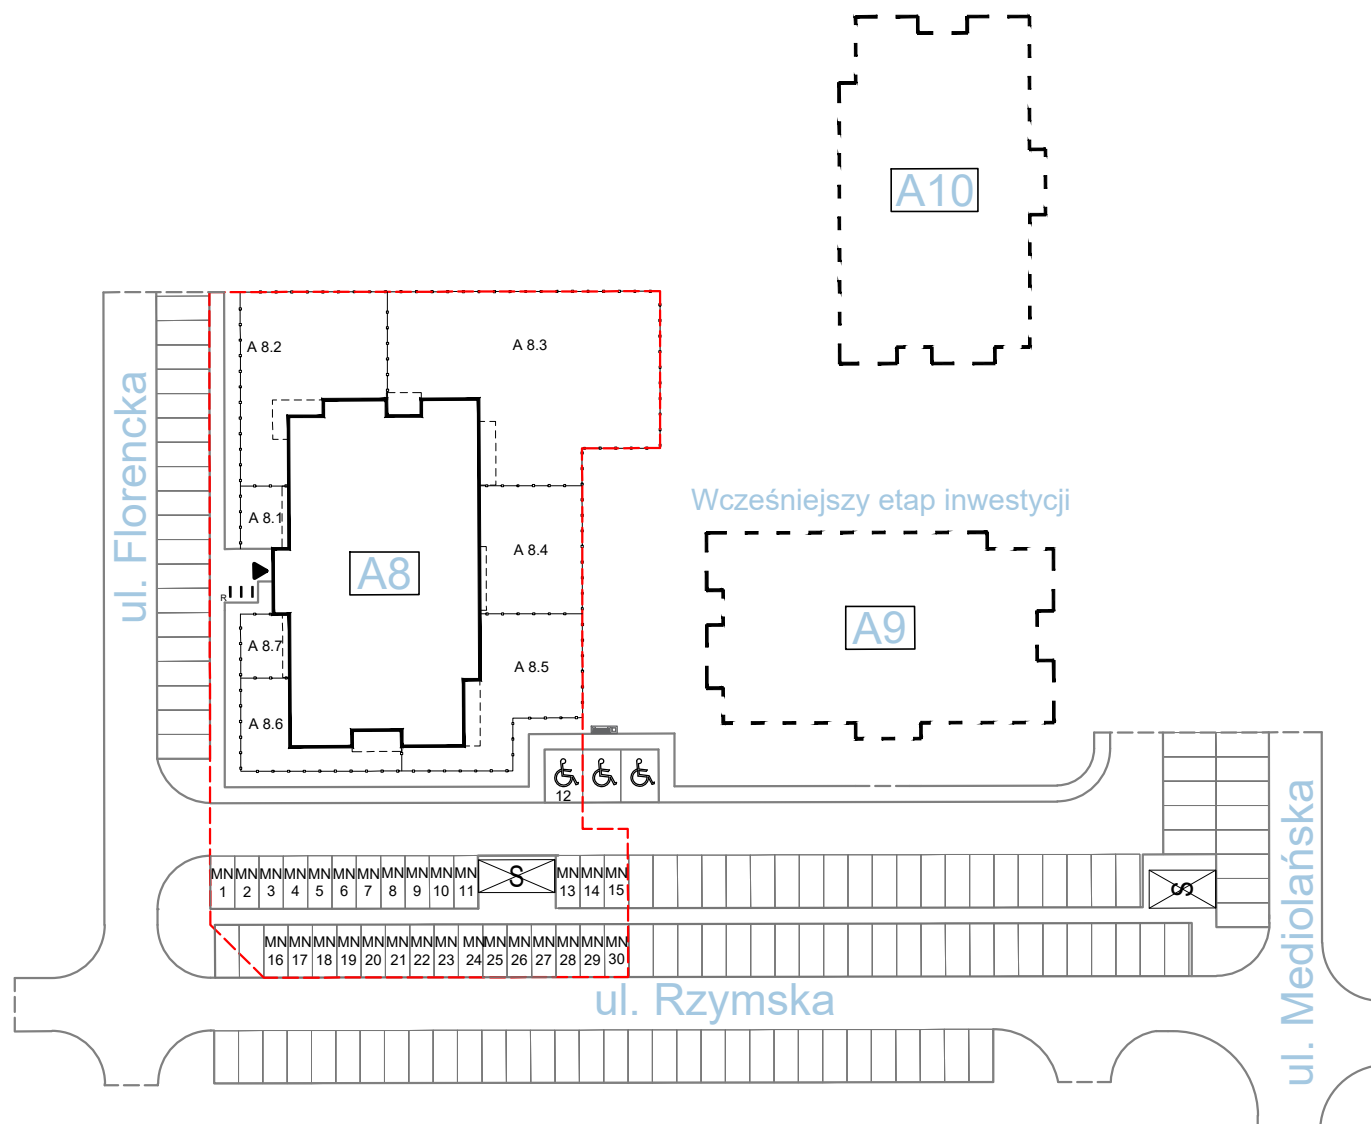 A10
A 8.2
A 8.3
ul. Florencka
Wcześniejszy etap inwestycji
A 8.1
A8
A 8.4
R
A9
A 8.7
A 8.5
A 8.6
12
ul. Mediolańska
MN MN MN MN MN MN MN MN MN MN MN S MN MN MN
1 2 3 4 5 6 7 8 9 10 11 13 14 15
S
MN MN MN MN MN MN MN MN MN MN MN MN MN MN MN
16 17 18 19 20 21 22 23 24 25 26 27 28 29 30
ul. Rzymska